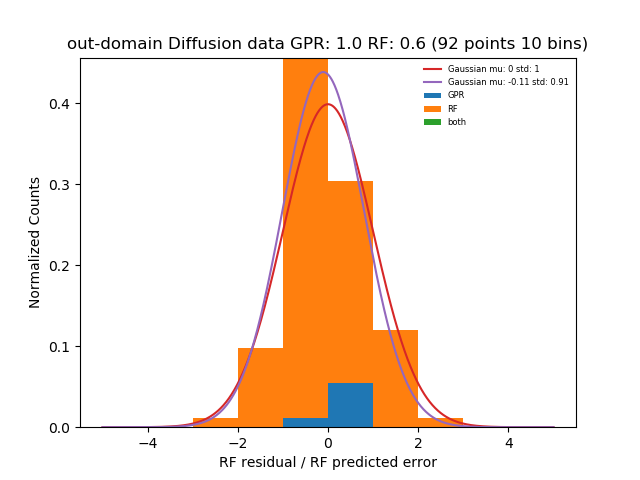 out-domain Diffusion data GPR: 1.0 RF: 0.6 (92 points 10 bins)
Gaussian mu: 0 std: 1
Gaussian mu: -0.11 std: 0.91
GPR
RF
both
Normalized Counts
0.4
0.3
0.2
0.1
0.0
−4
−2
0
2
4
RF residual / RF predicted error